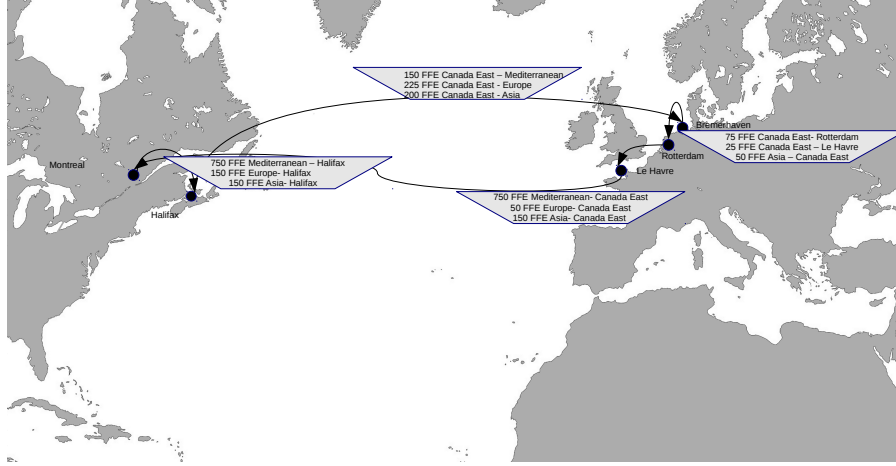 150 FFE Canada East – Mediterranean
225 FFE Canada East - Europe
200 FFE Canada East - Asia
Bremerhaven
75 FFE Canada East- Rotterdam
25 FFE Canada East – Le Havre
50 FFE Asia – Canada East
Rotterdam
Montreal
750 FFE Mediterranean – Halifax
150 FFE Europe- Halifax
150 FFE Asia- Halifax
Le Havre
750 FFE Mediterranean- Canada East
50 FFE Europe- Canada East
150 FFE Asia- Canada East
Halifax